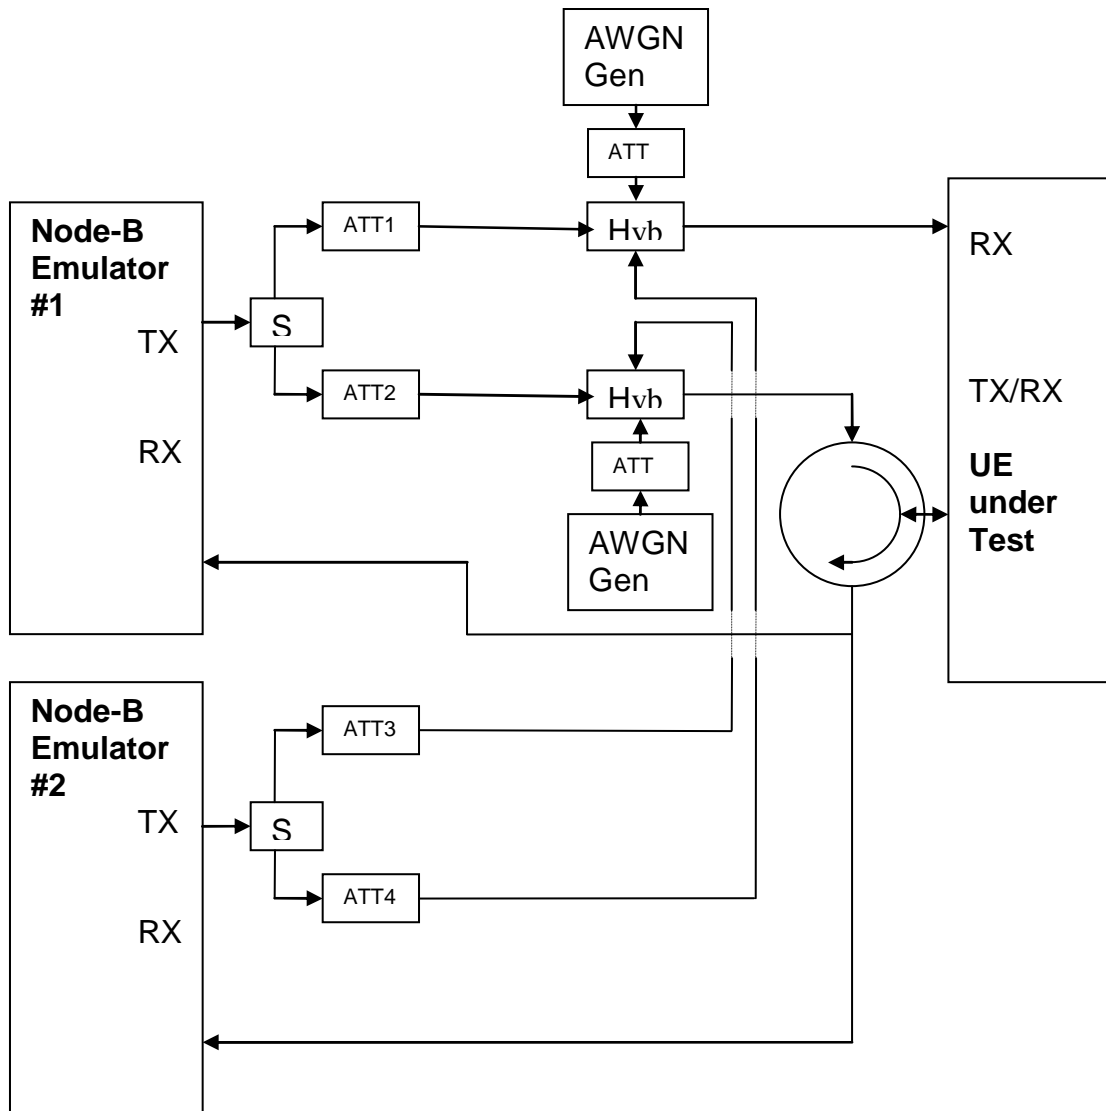 AWGN
Gen
ATT
Node-B
Emulator
#1
TX
RX
S
ATT1
ATT2
Hyb
Hyb
ATT
AWGN
Gen
RX
TX/RX
UE
under
Test
Node-B
Emulator
#2
TX
RX
S
ATT3
ATT4